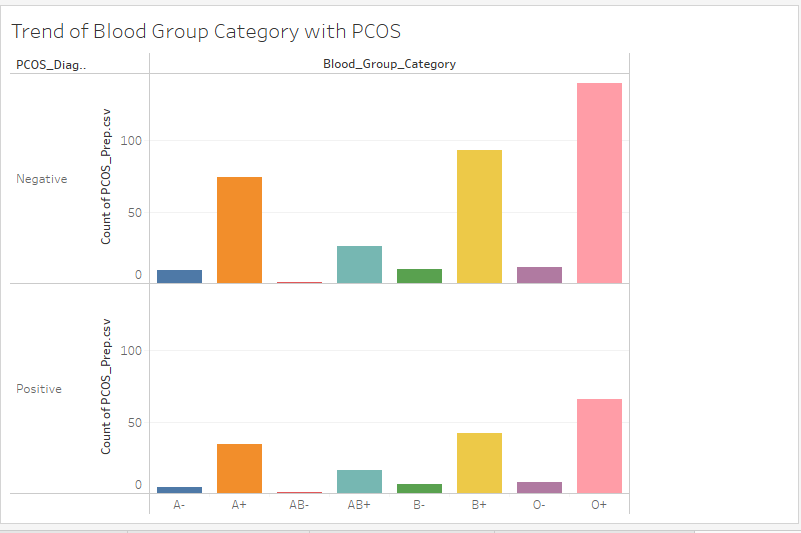 Trend of Blood Group Category with PCOS
PCOS_Diag..
Blood_Group_Category
Negative
Count of PCOS_Prep.csv
100
50
0
Positive
Count of PCOS_Prep.csv
100
50
0
A- A+ AB- AB+ B- B+ O- O+